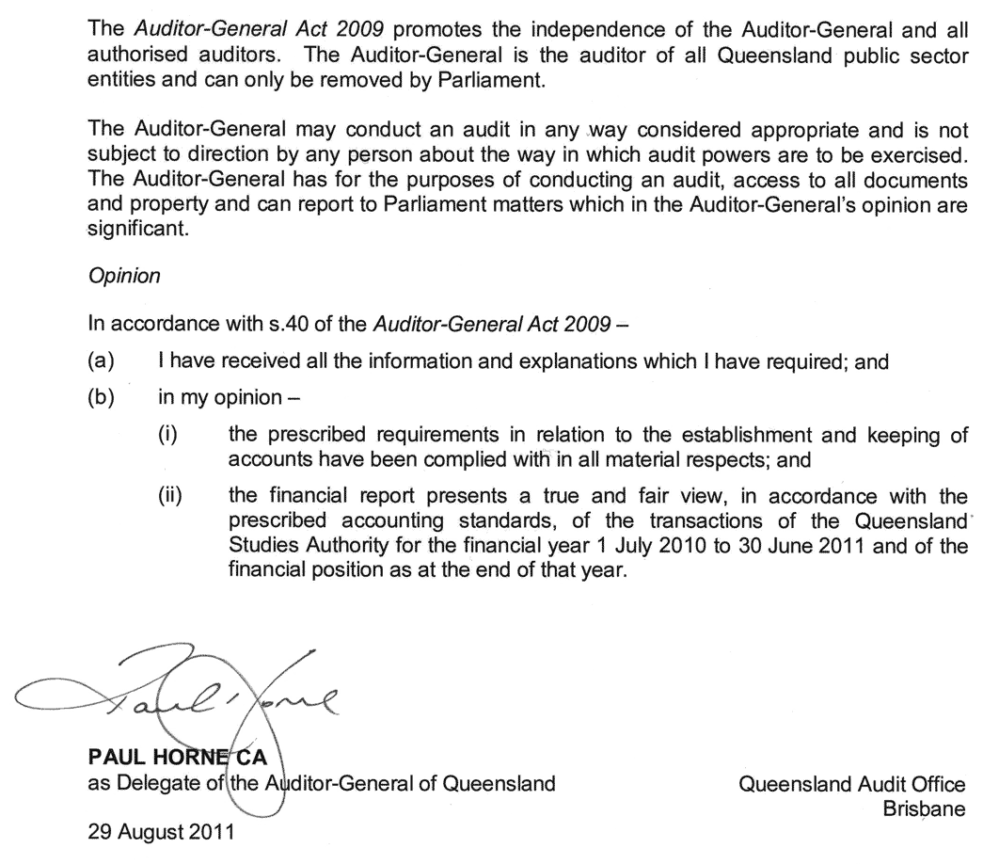 The Auditor-General Act 2009 promotes the independence of the Auditor-General and all
authorised auditors. The Auditor-General is the auditor of all Queensland public sector
entities and can only be removed by Parliament.
The Auditor-General may conduct an audit in any way considered appropriate and is not
subject to direction by any person about the way in which audit powers are to be exercised.
The Auditor-General has for the purposes of conducting an audit, access to all documents
and property and can report to Parliament matters which in the Auditor-General's opinion are
significant.
Opinion
In accordance with s.40 of the Auditor-General Act 2009 –
(a) I have received all the information and explanations which I have required; and
(b) in my opinion –
(i) the prescribed requirements in relation to the establishment and keeping of
accounts have been complied with in all material respects; and
(ii) the financial report presents a true and fair view, in accordance with the
prescribed accounting standards, of the transactions of the Queensland
Studies Authority for the financial year 1 July 2010 to 30 June 2011 and of the
financial position as at the end of that year.
Paul Horne
PAUL HORNE CA
as Delegate of the Auditor-General of Queensland Queensland Audit Office
Brisbane
29 August 2011